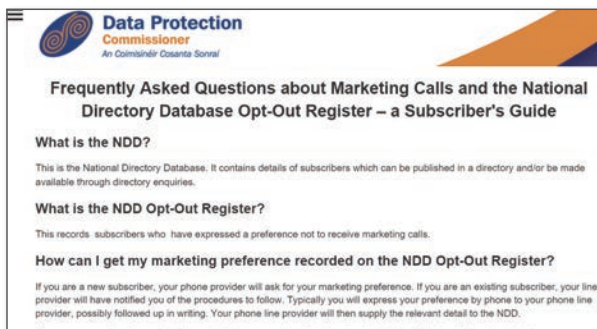 Data Protection
Commissioner
An Coimisinéir Cosanta Sonraí
Frequently Asked Questions about Marketing Calls and the National
Directory Database Opt-Out Register – a Subscriber's Guide
What is the NDD?
This is the National Directory Database. It contains details of subscribers which can be published in a directory and/or be made
available through directory enquiries.
What is the NDD Opt-Out Register?
This records subscribers who have expressed a preference not to receive marketing calls.
How can I get my marketing preference recorded on the NDD Opt-Out Register?
If you are a new subscriber, your phone provider will ask for your marketing preference. If you are an existing subscriber, your line
provider will have notified you of the procedures to follow. Typically you will express your preference by phone to your phone line
provider, possibly followed up in writing. Your phone line provider will then supply the relevant detail to the NDD.